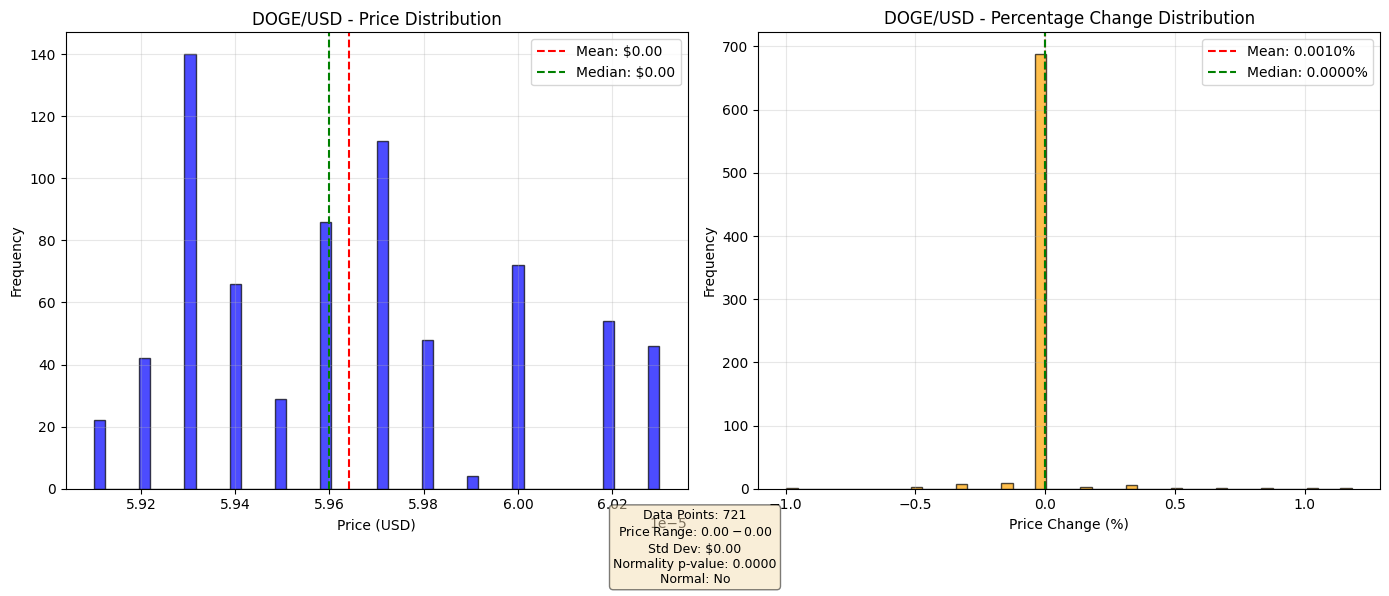 DOGE/USD - Price Distribution
Mean: $0.00
Median: $0.00
140
120
100
80
60
40
20
0
Frequency
5.92
5.94
5.96
5.98
6.00
6.02
1e−5
Price (USD)
DOGE/USD - Percentage Change Distribution
Mean: 0.0010%
Median: 0.0000%
700
600
500
400
300
200
100
0
Frequency
−1.0
−0.5
0.0
0.5
1.0
Price Change (%)
Data Points: 721
Price Range: 0.00 − 0.00
Std Dev: $0.00
Normality p-value: 0.0000
Normal: No